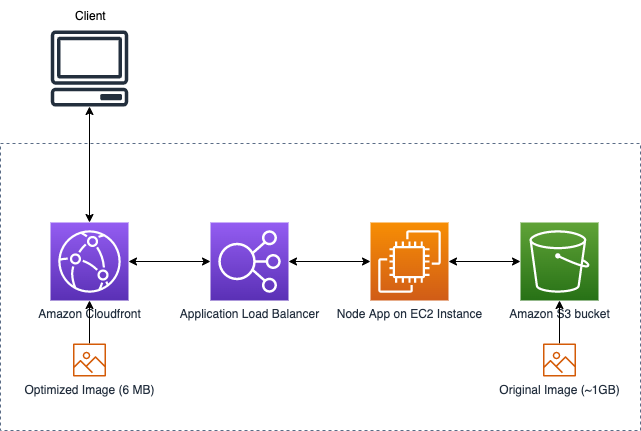 Client
Amazon Cloudfront
Application Load Balancer
Node App on EC2 Instance
Amazon S3 bucket
Optimized Image (6 MB)
Original Image (~1GB)